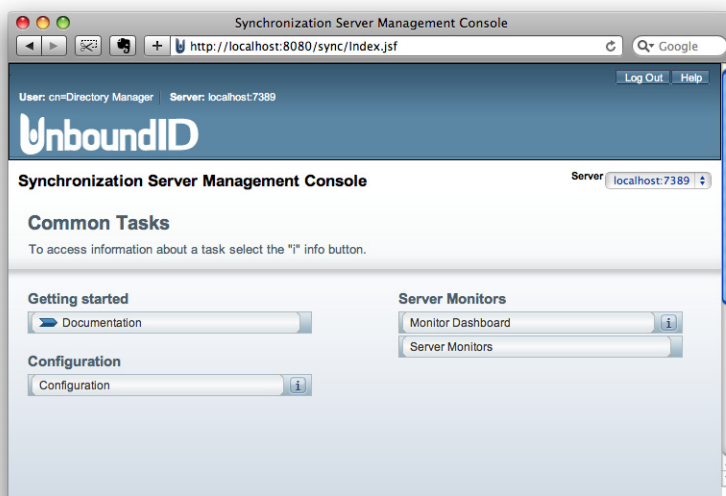 Synchronization Server Management Console
http://localhost:8080/sync/Index.jsf
Google
Log Out Help
User: cn=Directory Manager Server: localhost:7389
UnboundID
Synchronization Server Management Console
Server localhost:7389
Common Tasks
To access information about a task select the "i" info button.
Getting started
Documentation
Configuration
Configuration
i
Server Monitors
Monitor Dashboard
i
Server Monitors